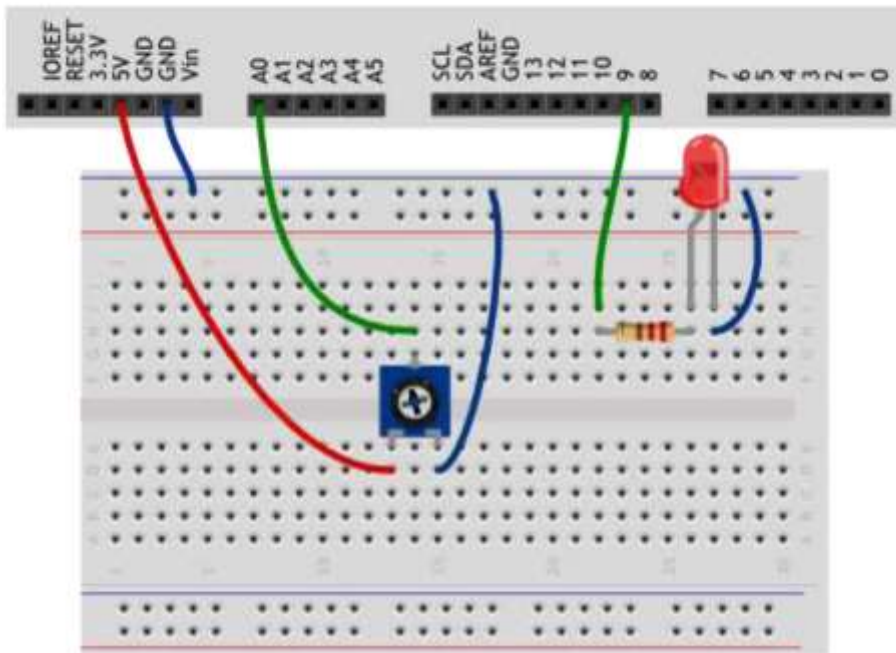 IOREF
RESET
3.3V
5V
GND
GND
Vin
A0
A1
A2
A3
A4
A5
SCL
SDA
AREF
GND
13
12
11
10
9
8
7
6
5
4
3
2
1
0